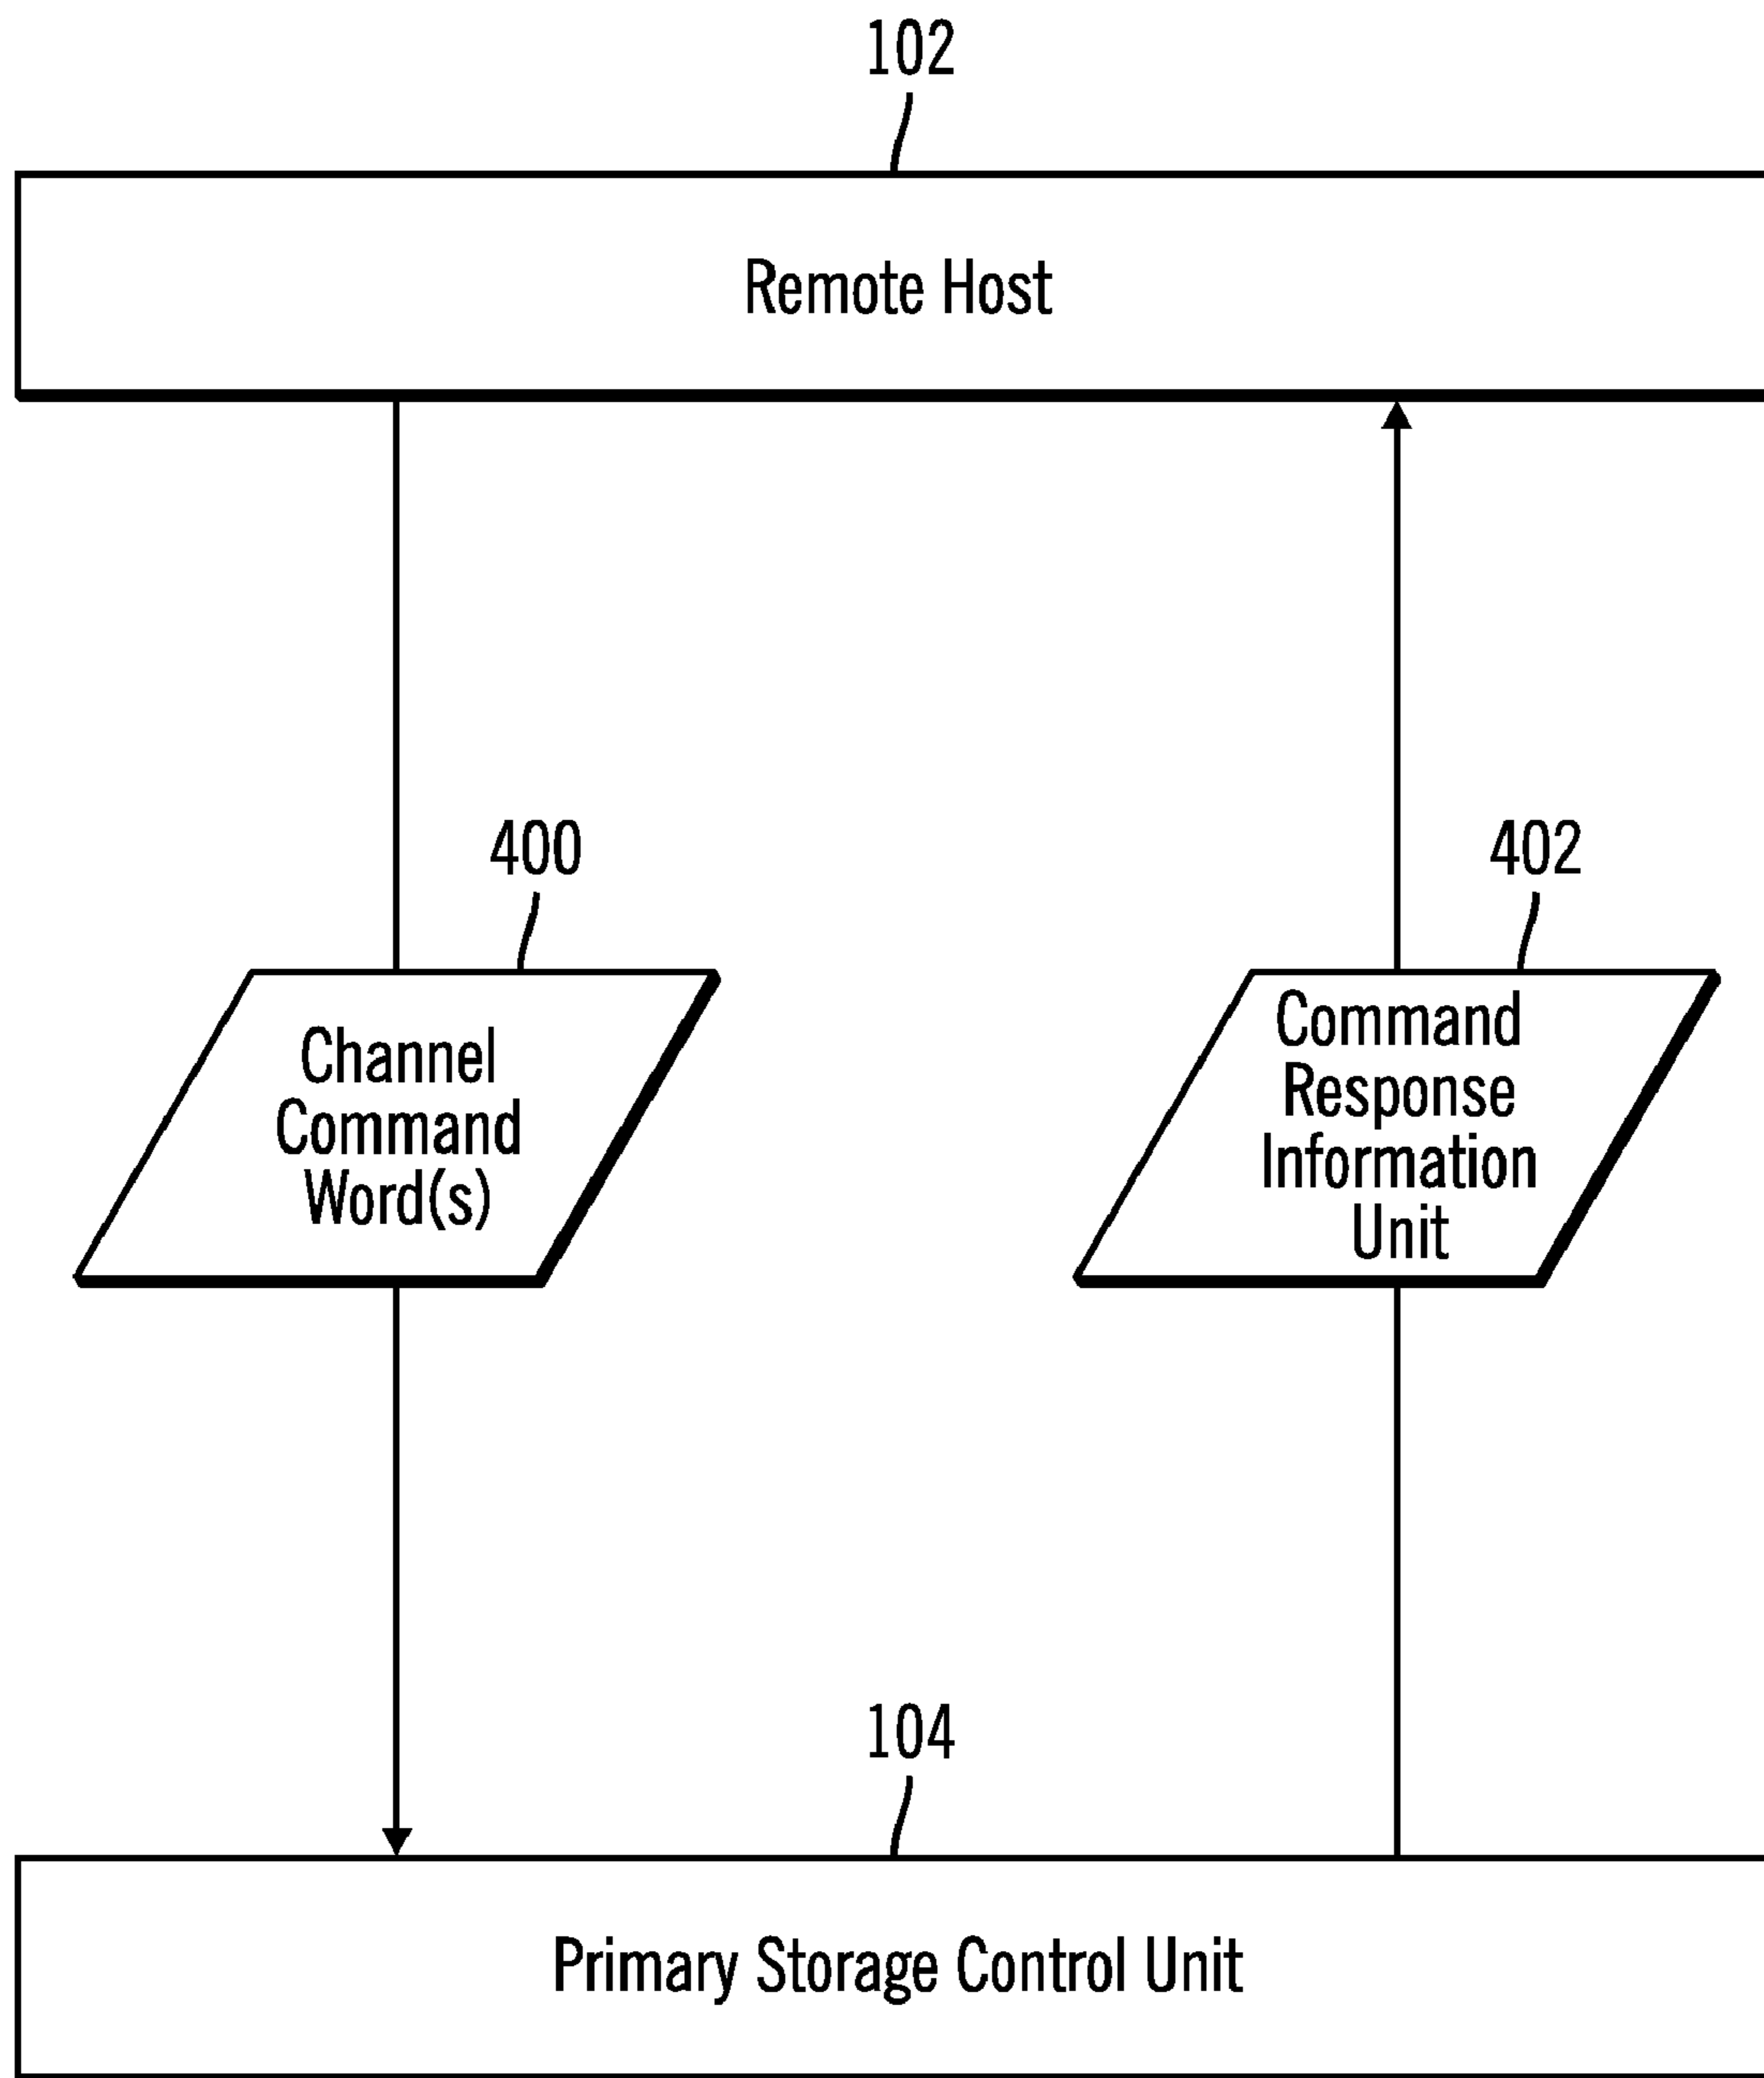 102
Remote Host
400
402
Channel
Command
Word(s)
Command
Response
Information
Unit
104
Primary Storage Control Unit